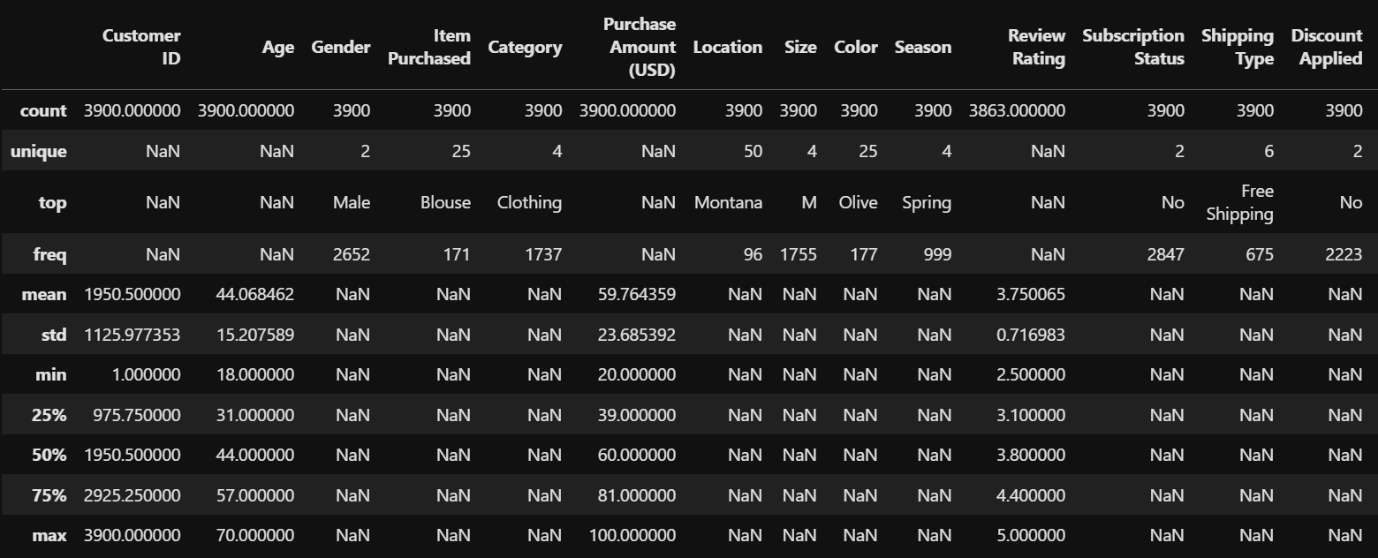 Customer ID Age Gender Item Purchased Category Purchase Amount (USD) Location Size Color Season Review Rating Subscription Status Shipping Type Discount Applied
count 3900.000000 3900.000000 3900 3900 3900 3900.000000 3900 3900 3900 3900 3863.000000 3900 3900 3900
unique NaN NaN 2 25 4 NaN 50 4 25 4 NaN 2 6 2
top NaN NaN Male Blouse Clothing NaN Montana M Olive Spring NaN No Free Shipping No
freq NaN NaN 2652 171 1737 NaN 96 1755 177 999 NaN 2847 675 2223
mean 1950.500000 44.068462 NaN NaN NaN 59.764359 NaN NaN NaN NaN 3.750065 NaN NaN NaN
std 1125.977353 15.207589 NaN NaN NaN 23.685392 NaN NaN NaN NaN 0.716983 NaN NaN NaN
min 1.000000 18.000000 NaN NaN NaN 20.000000 NaN NaN NaN NaN 2.500000 NaN NaN NaN
25% 975.750000 31.000000 NaN NaN NaN 39.000000 NaN NaN NaN NaN 3.100000 NaN NaN NaN
50% 1950.500000 44.000000 NaN NaN NaN 60.000000 NaN NaN NaN NaN 3.800000 NaN NaN NaN
75% 2925.250000 57.000000 NaN NaN NaN 81.000000 NaN NaN NaN NaN 4.400000 NaN NaN NaN
max 3900.000000 70.000000 NaN NaN NaN 100.000000 NaN NaN NaN NaN 5.000000 NaN NaN NaN